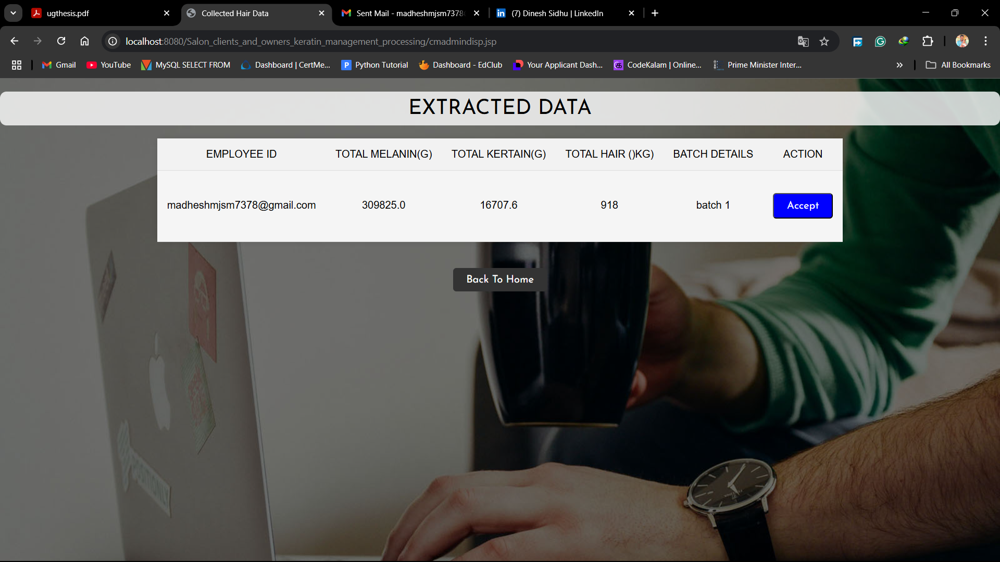 ugthesis.pdf
Collected Hair Data
Sent Mail - madheshmjsm7378
(7) Dinesh Sidhu | LinkedIn
localhost:8080/Salon_clients_and_owners_keratin_management_processing/cmadmindisp.jsp
Gmail
YouTube
MySQL SELECT FROM
Dashboard | CertMe...
Python Tutorial
Dashboard - EdClub
Your Applicant Dash...
CodeKalam | Online...
Prime Minister Inter...
All Bookmarks
EXTRACTED DATA
EMPLOYEE ID TOTAL MELANIN(G) TOTAL KERTAIN(G) TOTAL HAIR ()KG) BATCH DETAILS ACTION
madheshmjsm7378@gmail.com 309825.0 16707.6 918 batch 1 Accept
Back To Home